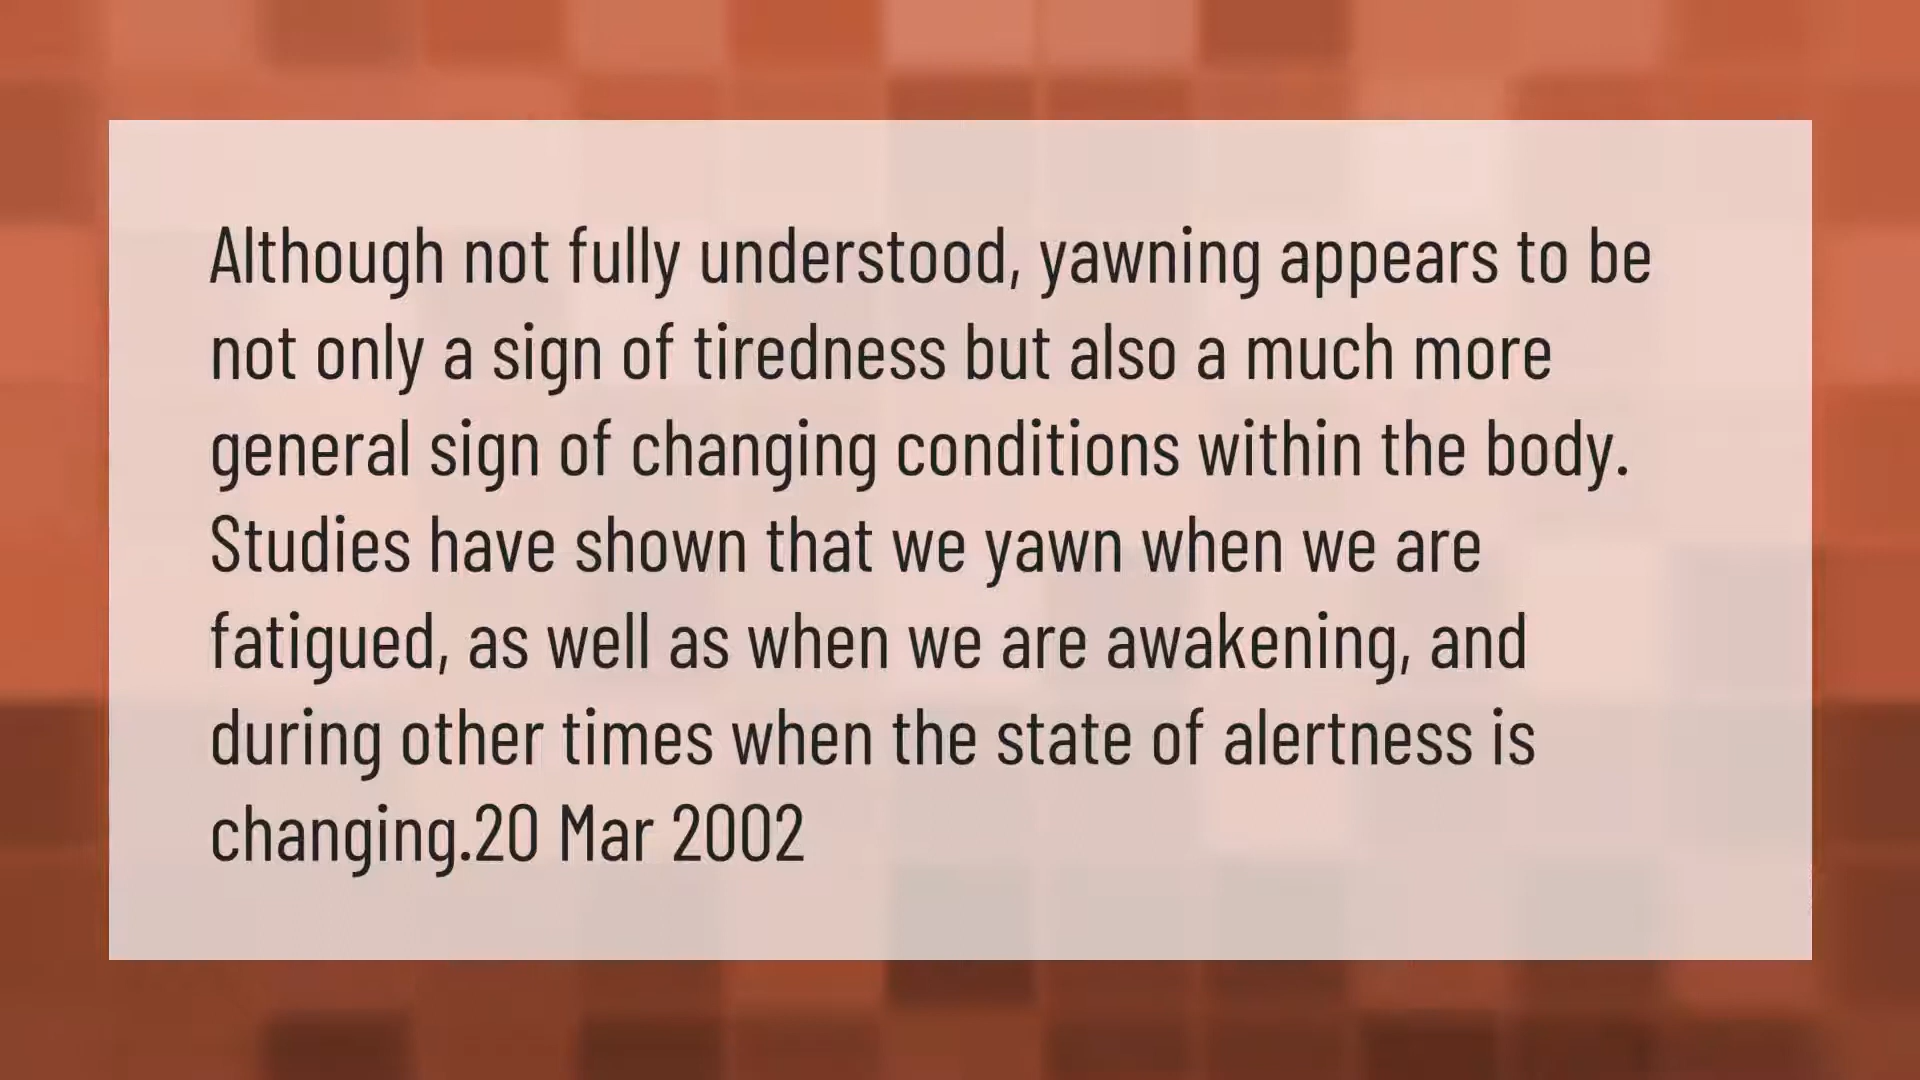 Although not fully understood, yawning appears to be
not only a sign of tiredness but also a much more
general sign of changing conditions within the body.
Studies have shown that we yawn when we are
fatigued, as well as when we are awakening, and
during other times when the state of alertness is
changing.20 Mar 2002